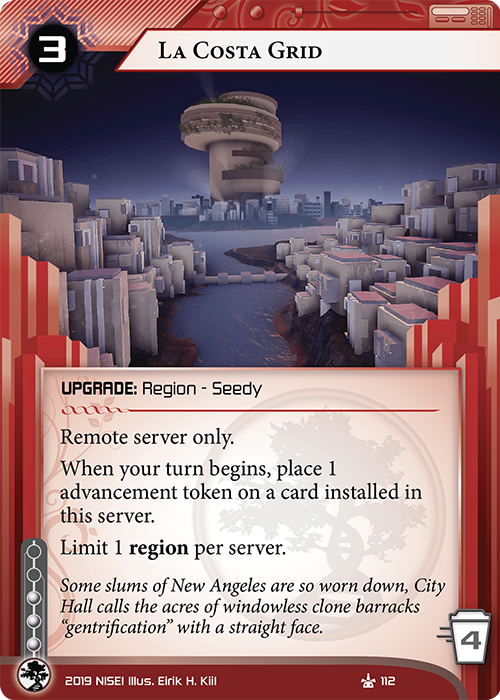 3
LA COSTA GRID
UPGRADE: Region - Seedy
Remote server only.
When your turn begins, place 1
advancement token on a card installed in
this server.
Limit 1 region per server.
Some slums of New Angeles are so worn down, City
Hall calls the acres of windowless clone barracks
“gentrification” with a straight face.
4
2019 NISEI Illus. Eirik H. Kiil
112